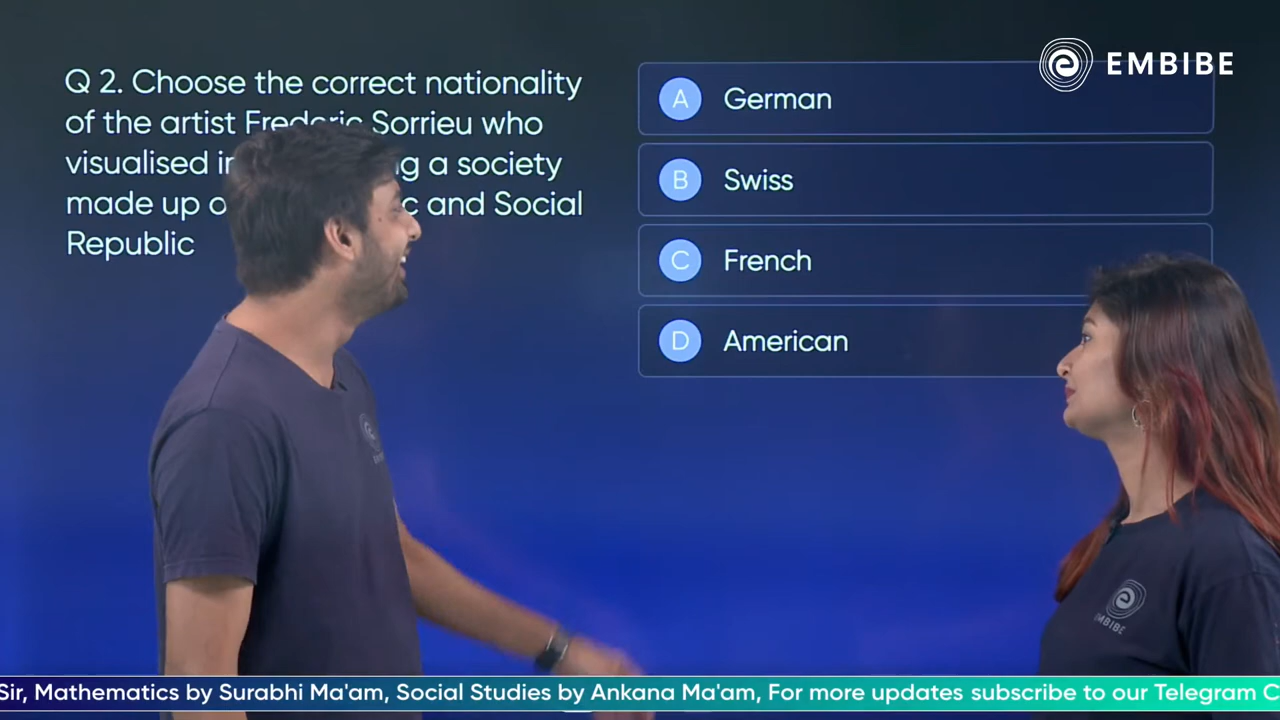 Q 2. Choose the correct nationality
of the artist Frederic Sorrieu who
visualised a society
made up and Social
Republic
A German
B Swiss
C French
D American
EMBIBE
EMBIBE
Sir, Mathematics by Surabhi Ma'am, Social Studies by Ankana Ma'am, For more updates subscribe to our Telegram C